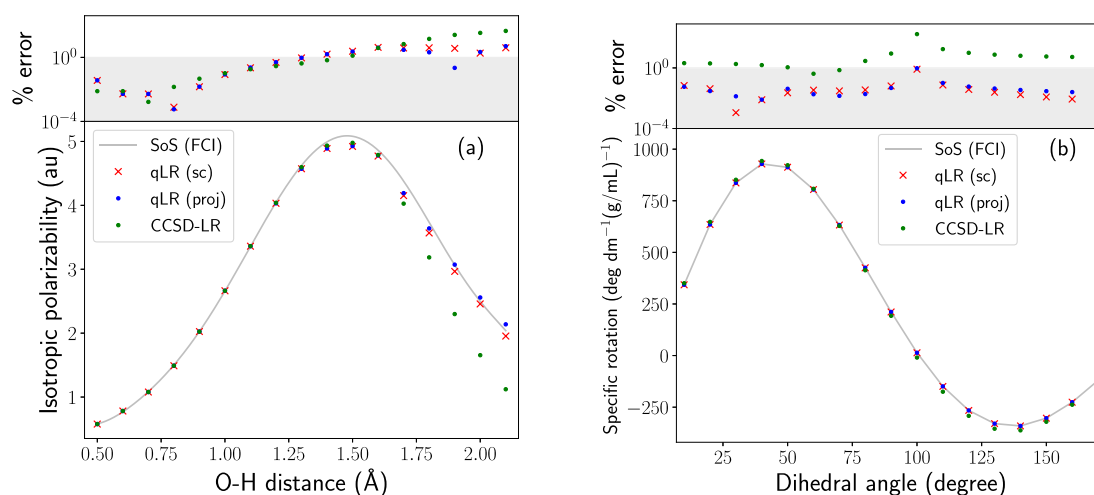 % error
10^0
10^−4
(a)
SoS (FCI)
qLR (sc)
qLR (proj)
CCSD-LR
Isotropic polarizability (au)
5
4
3
2
1
0.50 0.75 1.00 1.25 1.50 1.75 2.00
O-H distance (Å)
% error
10^0
10^−4
(b)
SoS (FCI)
qLR (sc)
qLR (proj)
CCSD-LR
Specific rotation (deg dm^−1(g/mL)^−1)
1000
750
500
250
0
−250
25 50 75 100 125 150
Dihedral angle (degree)